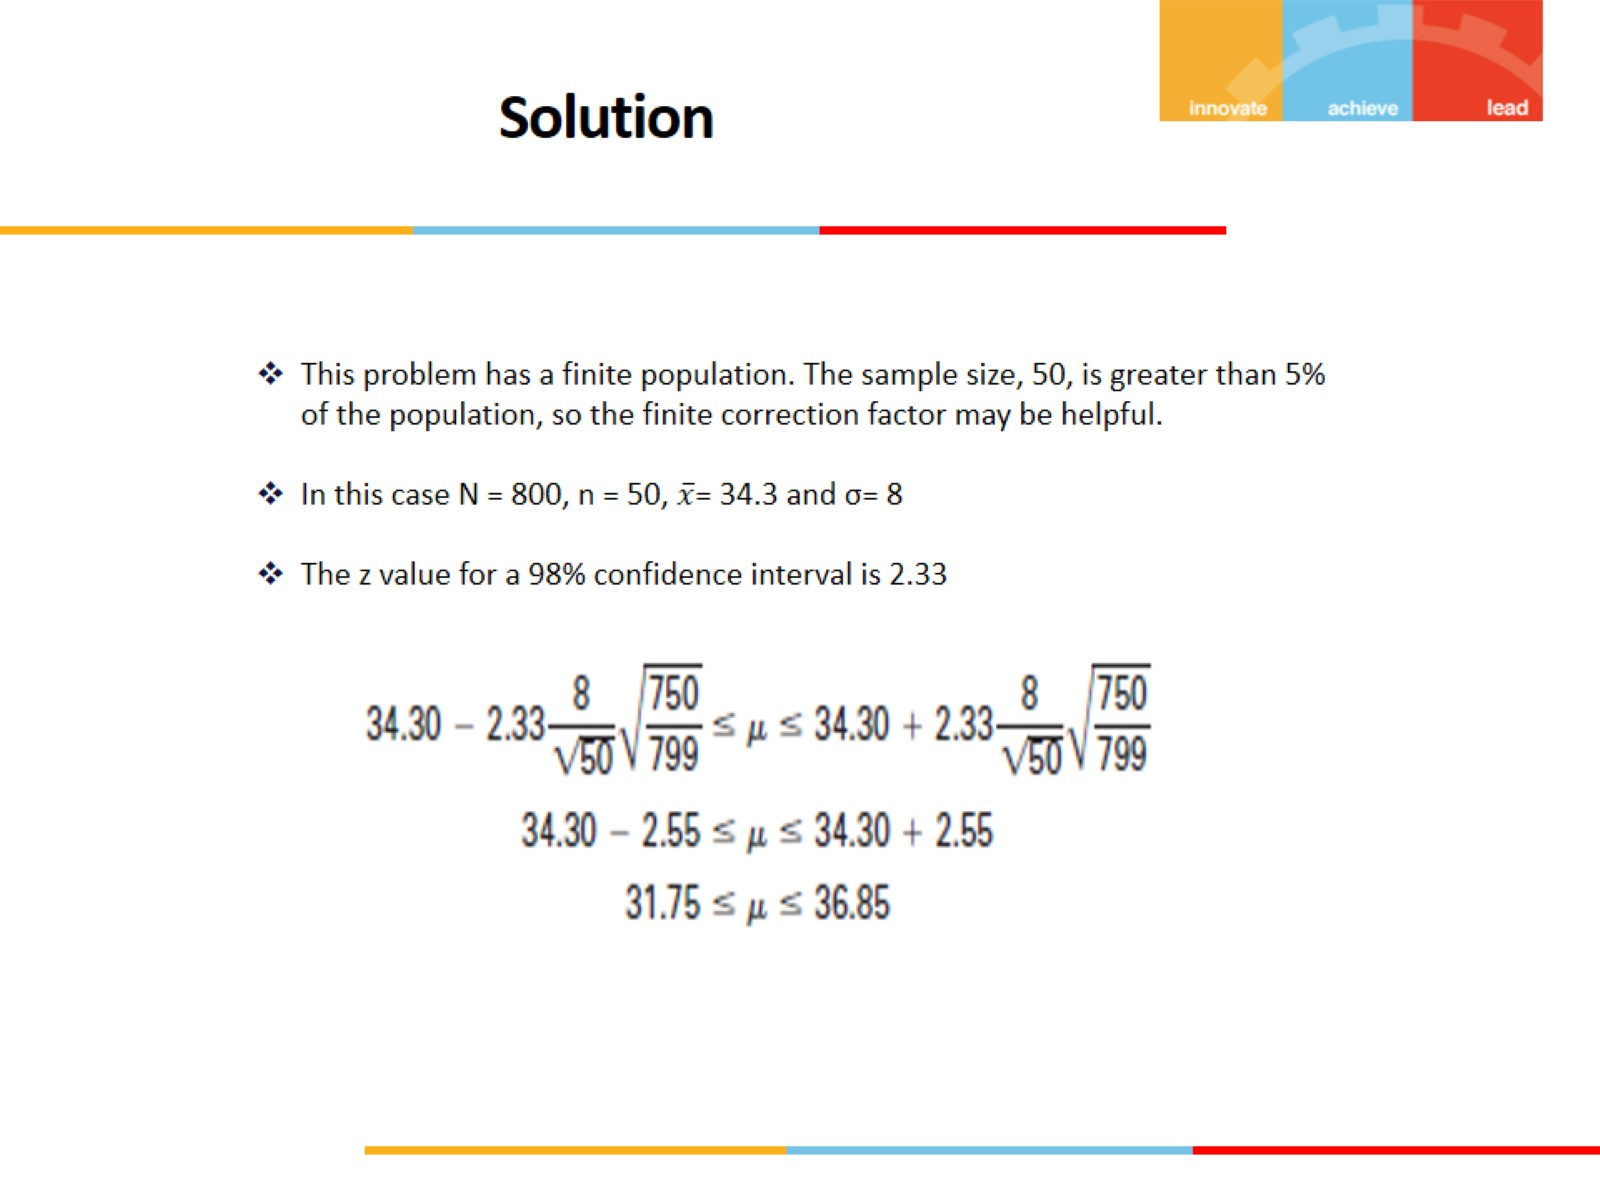 Solution
innovate achieve lead
❖ This problem has a finite population. The sample size, 50, is greater than 5%
of the population, so the finite correction factor may be helpful.
❖ In this case N = 800, n = 50, x̄= 34.3 and σ= 8
❖ The z value for a 98% confidence interval is 2.33
34.30 − 2.33 8/√50 √(750/799) ≤ μ ≤ 34.30 + 2.33 8/√50 √(750/799)
34.30 − 2.55 ≤ μ ≤ 34.30 + 2.55
31.75 ≤ μ ≤ 36.85